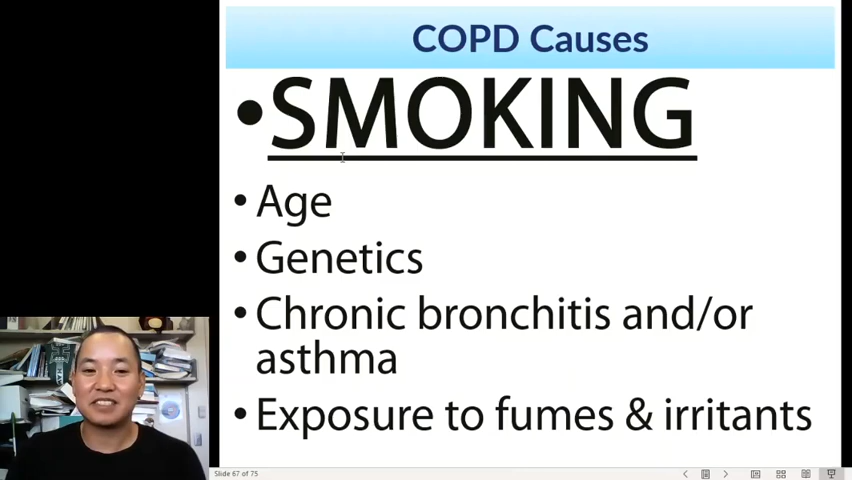 COPD Causes
•SMOKING
• Age
• Genetics
• Chronic bronchitis and/or
asthma
• Exposure to fumes & irritants
Slide 67 of 75